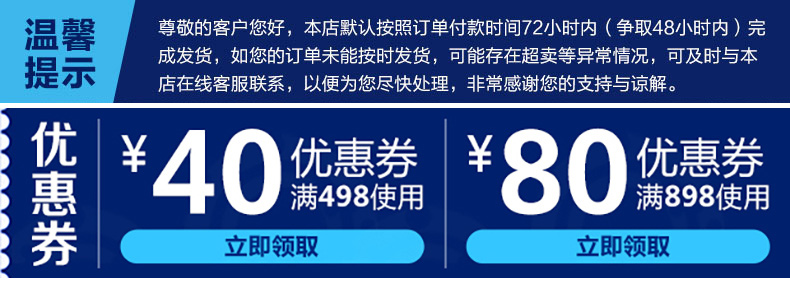 温馨
提示
尊敬的客户您好，本店默认按照订单付款时间72小时内（争取48小时内）完
成发货，如您的订单未能按时发货，可能存在超卖等异常情况，可及时与本
店在线客服联系，以便为您尽快处理，非常感谢您的支持与谅解。
优惠券
¥40优惠券
满498使用
立即领取
¥80优惠券
满898使用
立即领取